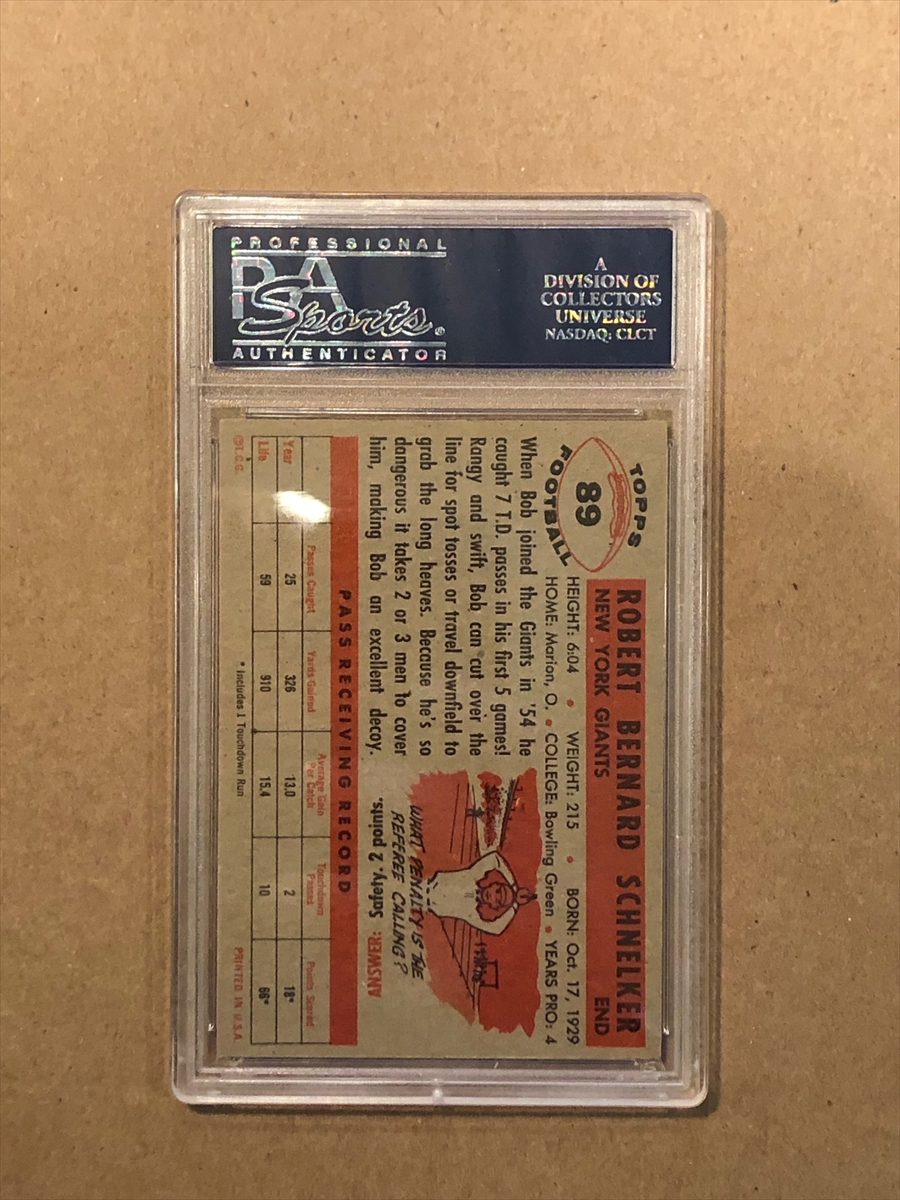 PROFESSIONAL
PSA
Sports®
AUTHENTICATOR
A
DIVISION OF
COLLECTORS
UNIVERSE
NASDAQ: CLCT
TOPPS
89
FOOTBALL
ROBERT BERNARD SCHNELKER
NEW YORK GIANTS END
HEIGHT: 6:04 • WEIGHT: 215 • BORN: Oct. 17, 1929
HOME: Marion, O. • COLLEGE: Bowling Green • YEARS PRO: 4
When Bob joined the Giants in '54 he
caught 7 T.D. passes in his first 5 games!
Rangy and swift, Bob can cut over the
line for spot tosses or travel downfield to
grab the long heaves. Because he's so
dangerous it takes 2 or 3 men to cover
him, making Bob an excellent decoy.
WHAT PENALTY IS THE
REFEREE CALLING?
ANSWER: Safety, 2 points.
PASS RECEIVING RECORD
Passes Caught Yards Gained Average Gain Per Catch Touchdown Passes Points Scored
Year 25 326 13.0 2 18*
Life 59 910 15.4 10 66*
©T.C.G. * Includes 1 Touchdown Run PRINTED IN U.S.A.